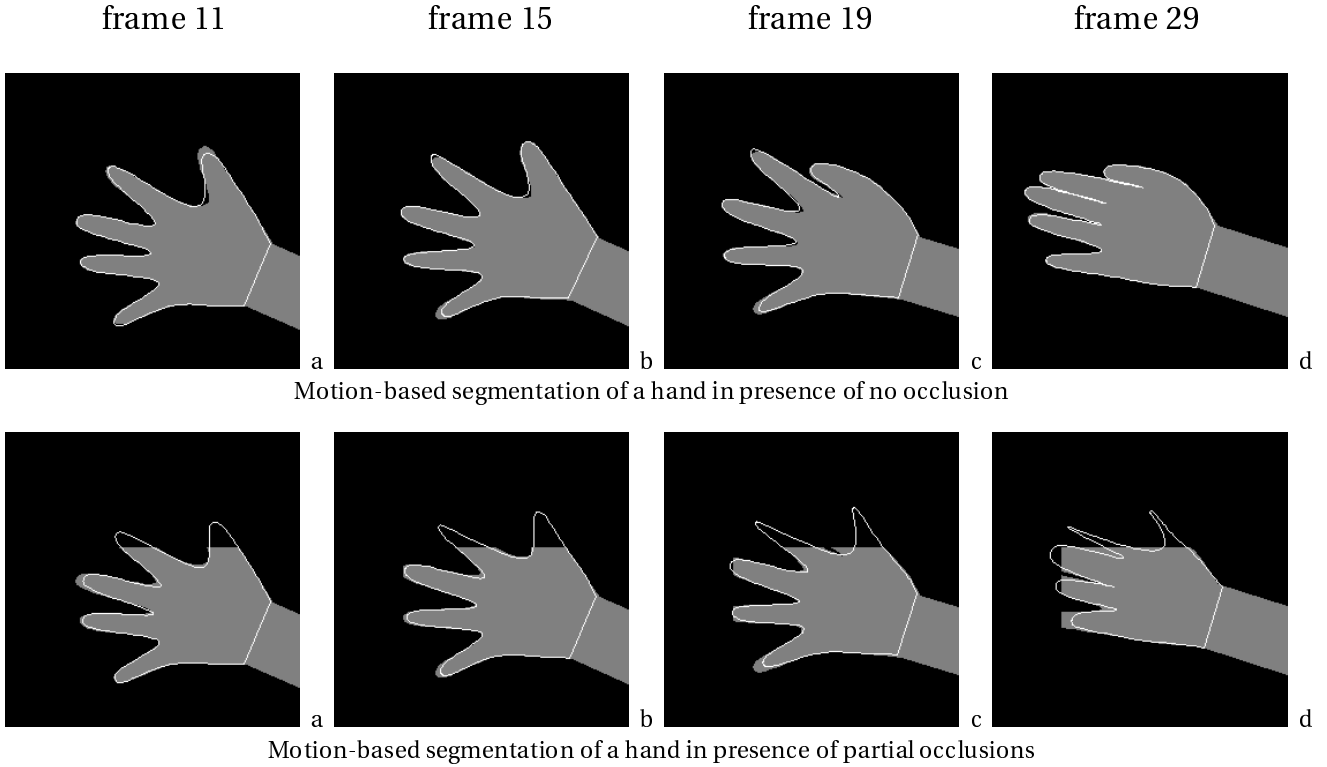 frame 11 frame 15 frame 19 frame 29
a b c d
Motion-based segmentation of a hand in presence of no occlusion
a b c d
Motion-based segmentation of a hand in presence of partial occlusions